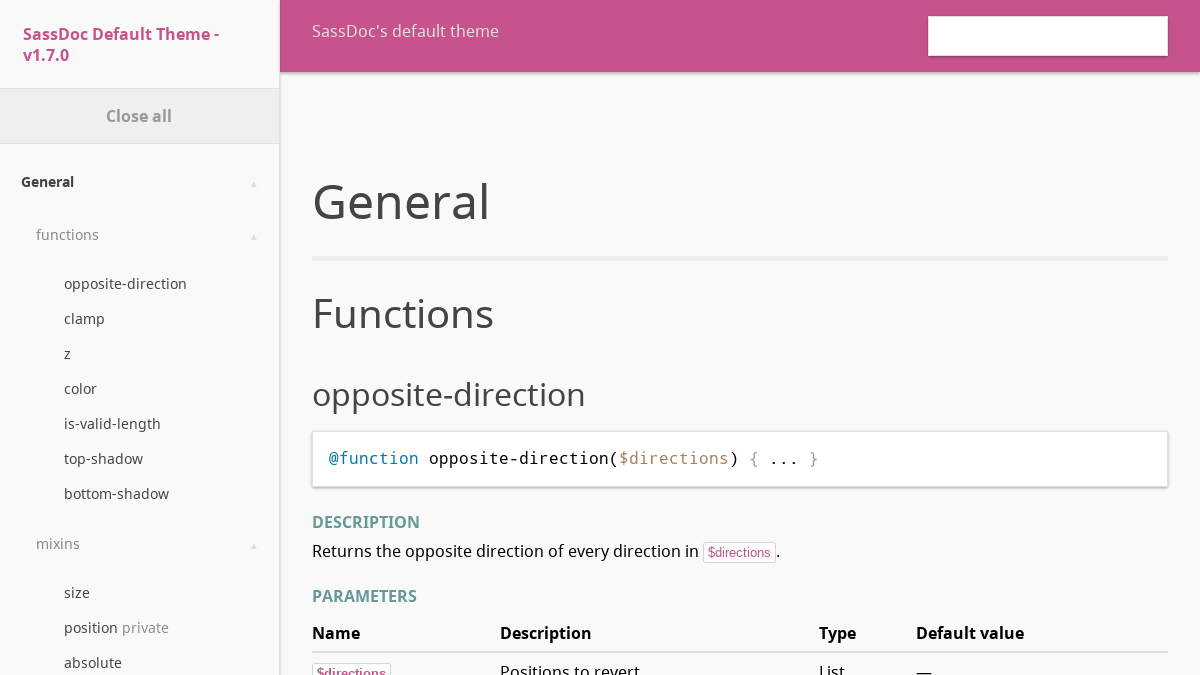 SassDoc Default Theme -
v1.7.0
Close all
General ▲
functions ▲
opposite-direction
clamp
z
color
is-valid-length
top-shadow
bottom-shadow
mixins ▲
size
position private
absolute
SassDoc's default theme
General
Functions
opposite-direction
@function opposite-direction($directions) { ... }
DESCRIPTION
Returns the opposite direction of every direction in $directions.
PARAMETERS
Name Description Type Default value
$directions Positions to revert List —